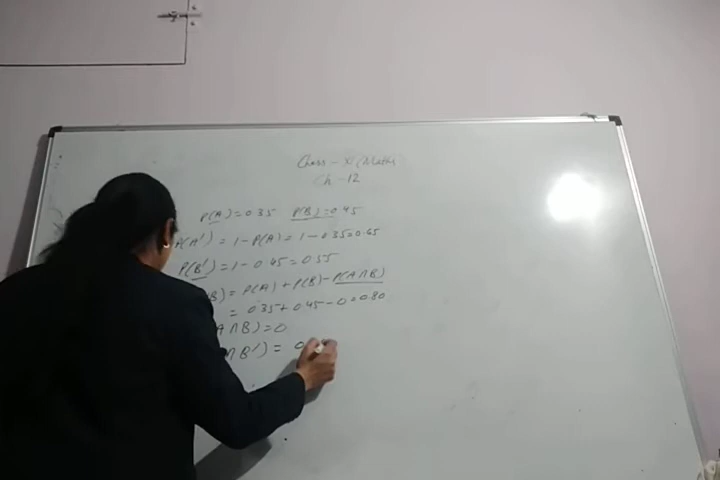 Class - XI (Maths)
Ch - 12
P(A) = 0.35 P(B) = 0.45
P(A') = 1 - P(A) = 1 - 0.35 = 0.65
P(B') = 1 - 0.45 = 0.55
B) = P(A) + P(B) - P(A∩B)
= 0.35 + 0.45 - 0 = 0.80
A∩B) = 0
∩B') = 0